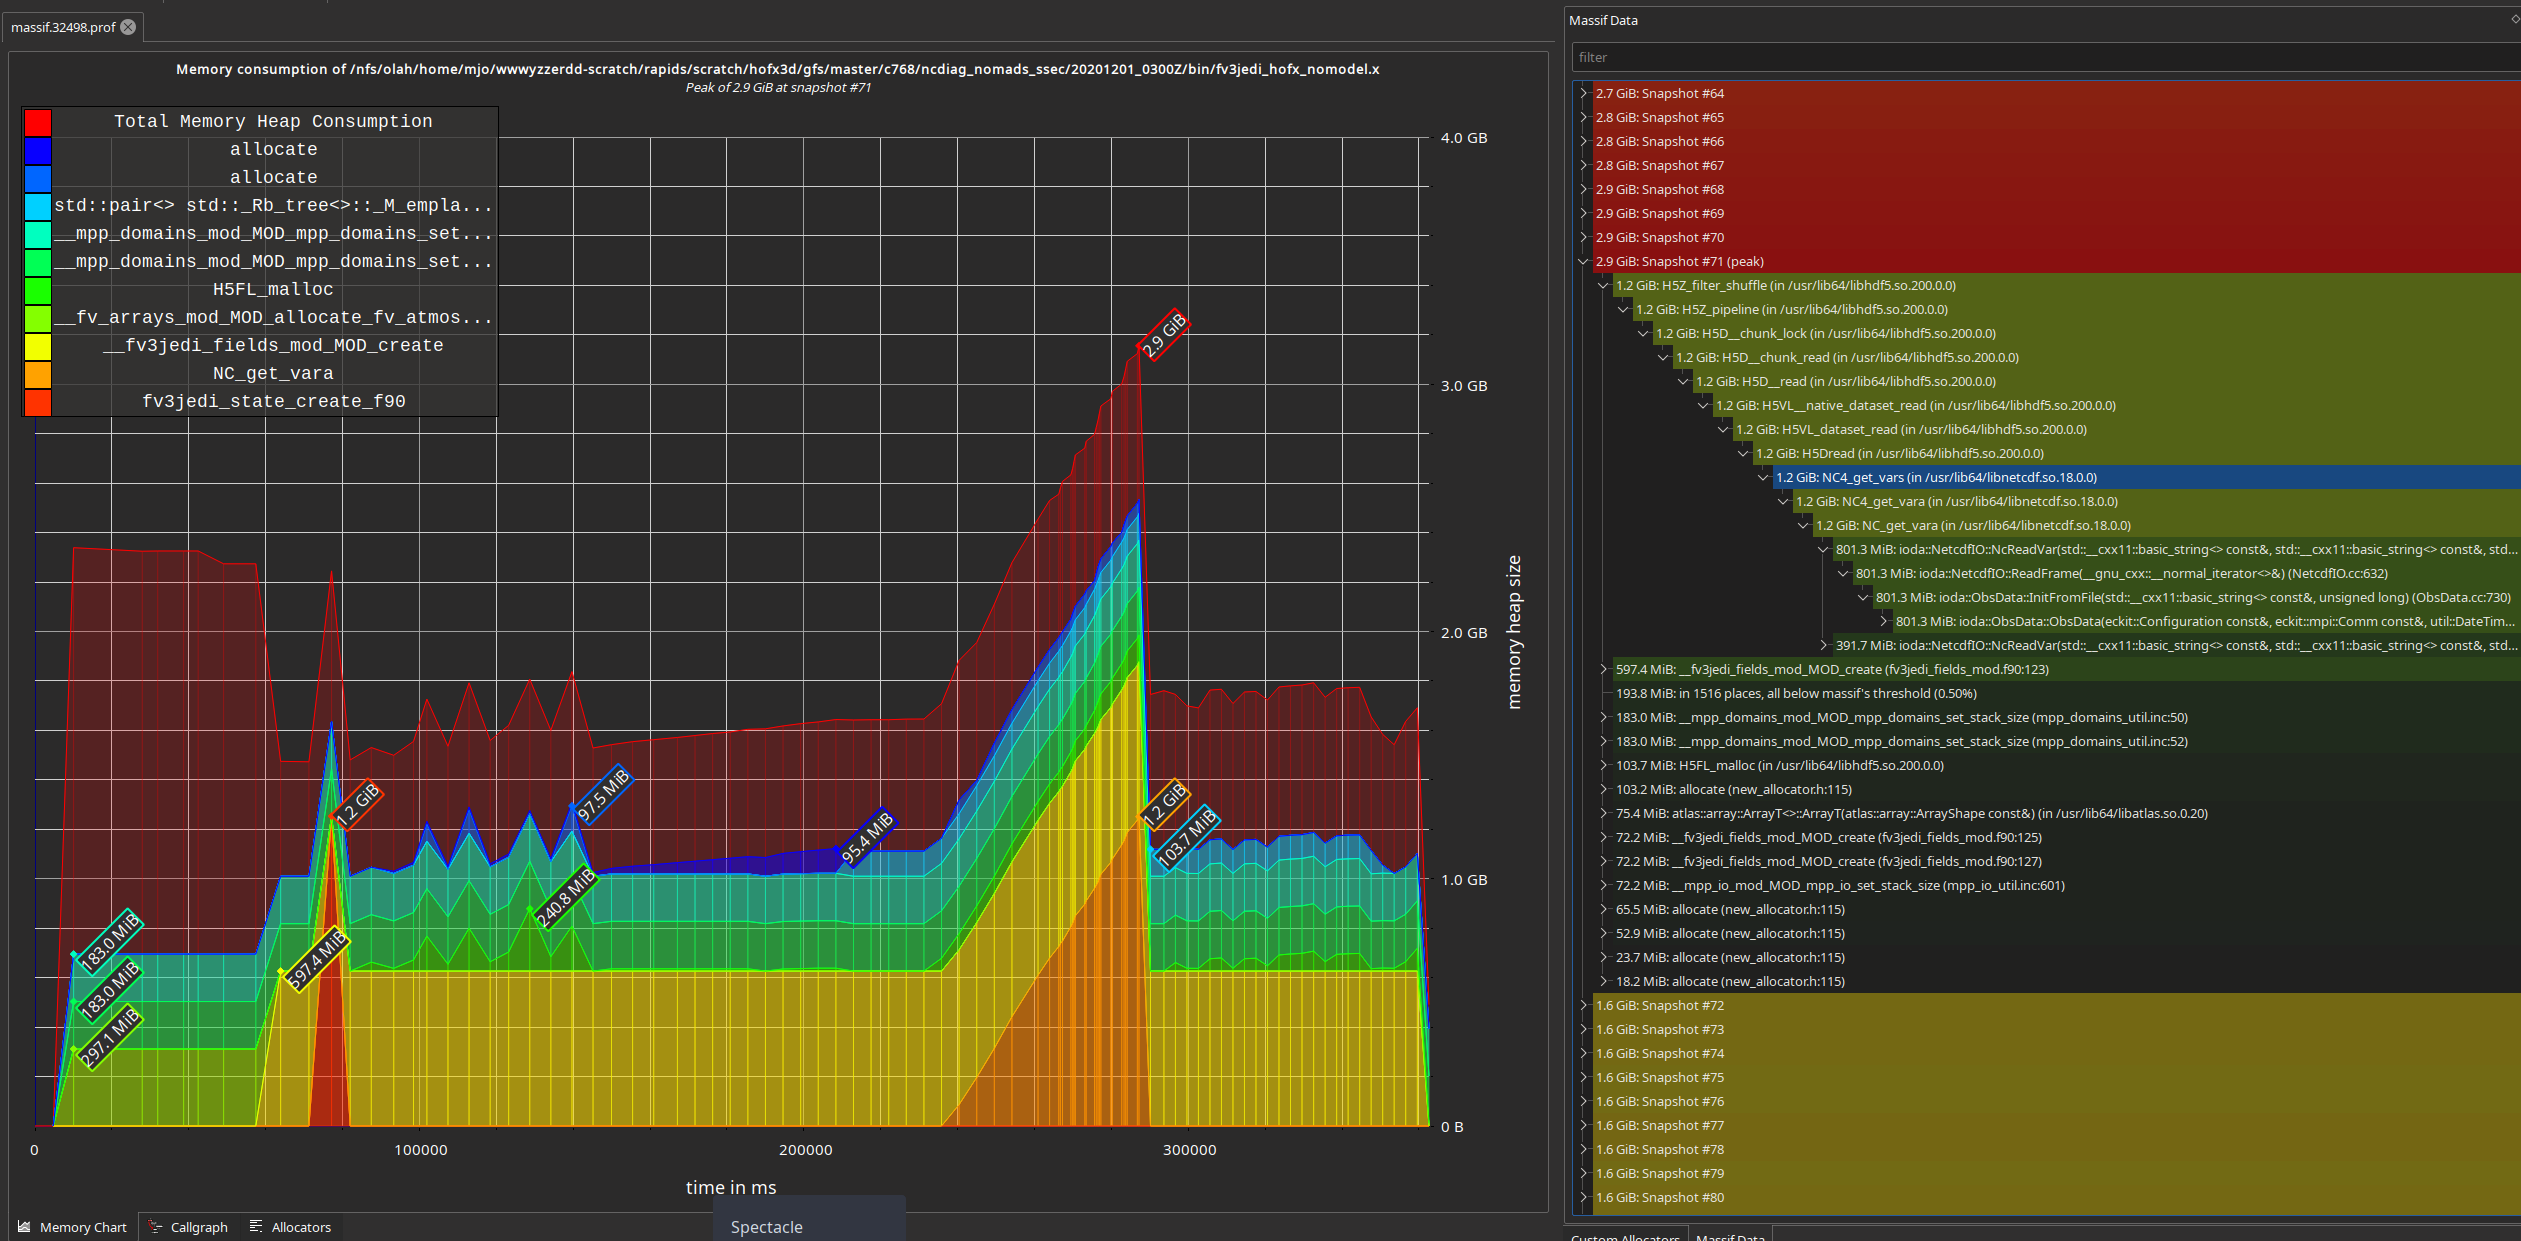 massif.32498.prof
Memory consumption of /nfs/olah/home/mjo/wwwyzzerdd-scratch/rapids/scratch/hofx3d/gfs/master/c768/ncdiag_nomads_ssec/20201201_0300Z/bin/fv3jedi_hofx_nomodel.x
Peak of 2.9 GiB at snapshot #71
Total Memory Heap Consumption
allocate
allocate
std::pair<> std::_Rb_tree<>::_M_empla...
__mpp_domains_mod_MOD_mpp_domains_set...
__mpp_domains_mod_MOD_mpp_domains_set...
H5FL_malloc
__fv_arrays_mod_MOD_allocate_fv_atmos...
__fv3jedi_fields_mod_MOD_create
NC_get_vara
fv3jedi_state_create_f90
4.0 GB
3.0 GB
2.0 GB
1.0 GB
0 B
memory heap size
2.9 GiB
1.2 GiB
97.5 MiB
95.4 MiB
1.2 GiB
103.7 MiB
240.8 MiB
183.0 MiB
183.0 MiB
297.1 MiB
597.4 MiB
0
100000
200000
300000
time in ms
Memory Chart
Callgraph
Allocators
Spectacle
Massif Data
filter
2.7 GiB: Snapshot #64
2.8 GiB: Snapshot #65
2.8 GiB: Snapshot #66
2.8 GiB: Snapshot #67
2.9 GiB: Snapshot #68
2.9 GiB: Snapshot #69
2.9 GiB: Snapshot #70
2.9 GiB: Snapshot #71 (peak)
1.2 GiB: H5Z_filter_shuffle (in /usr/lib64/libhdf5.so.200.0.0)
1.2 GiB: H5Z_pipeline (in /usr/lib64/libhdf5.so.200.0.0)
1.2 GiB: H5D__chunk_lock (in /usr/lib64/libhdf5.so.200.0.0)
1.2 GiB: H5D__chunk_read (in /usr/lib64/libhdf5.so.200.0.0)
1.2 GiB: H5D__read (in /usr/lib64/libhdf5.so.200.0.0)
1.2 GiB: H5VL__native_dataset_read (in /usr/lib64/libhdf5.so.200.0.0)
1.2 GiB: H5VL_dataset_read (in /usr/lib64/libhdf5.so.200.0.0)
1.2 GiB: H5Dread (in /usr/lib64/libhdf5.so.200.0.0)
1.2 GiB: NC4_get_vars (in /usr/lib64/libnetcdf.so.18.0.0)
1.2 GiB: NC4_get_vara (in /usr/lib64/libnetcdf.so.18.0.0)
1.2 GiB: NC_get_vara (in /usr/lib64/libnetcdf.so.18.0.0)
801.3 MiB: ioda::NetcdfIO::NcReadVar(std::__cxx11::basic_string<> const&, std::__cxx11::basic_string<> const&, std...
801.3 MiB: ioda::NetcdfIO::ReadFrame(__gnu_cxx::__normal_iterator<>&) (NetcdfIO.cc:632)
801.3 MiB: ioda::ObsData::InitFromFile(std::__cxx11::basic_string<> const&, unsigned long) (ObsData.cc:730)
801.3 MiB: ioda::ObsData::ObsData(eckit::Configuration const&, eckit::mpi::Comm const&, util::DateTim...
391.7 MiB: ioda::NetcdfIO::NcReadVar(std::__cxx11::basic_string<> const&, std::__cxx11::basic_string<> const&, std...
597.4 MiB: __fv3jedi_fields_mod_MOD_create (fv3jedi_fields_mod.f90:123)
193.8 MiB: in 1516 places, all below massif's threshold (0.50%)
183.0 MiB: __mpp_domains_mod_MOD_mpp_domains_set_stack_size (mpp_domains_util.inc:50)
183.0 MiB: __mpp_domains_mod_MOD_mpp_domains_set_stack_size (mpp_domains_util.inc:52)
103.7 MiB: H5FL_malloc (in /usr/lib64/libhdf5.so.200.0.0)
103.2 MiB: allocate (new_allocator.h:115)
75.4 MiB: atlas::array::ArrayT<>::ArrayT(atlas::array::ArrayShape const&) (in /usr/lib64/libatlas.so.0.20)
72.2 MiB: __fv3jedi_fields_mod_MOD_create (fv3jedi_fields_mod.f90:125)
72.2 MiB: __fv3jedi_fields_mod_MOD_create (fv3jedi_fields_mod.f90:127)
72.2 MiB: __mpp_io_mod_MOD_mpp_io_set_stack_size (mpp_io_util.inc:601)
65.5 MiB: allocate (new_allocator.h:115)
52.9 MiB: allocate (new_allocator.h:115)
23.7 MiB: allocate (new_allocator.h:115)
18.2 MiB: allocate (new_allocator.h:115)
1.6 GiB: Snapshot #72
1.6 GiB: Snapshot #73
1.6 GiB: Snapshot #74
1.6 GiB: Snapshot #75
1.6 GiB: Snapshot #76
1.6 GiB: Snapshot #77
1.6 GiB: Snapshot #78
1.6 GiB: Snapshot #79
1.6 GiB: Snapshot #80
Custom Allocators
Massif Data